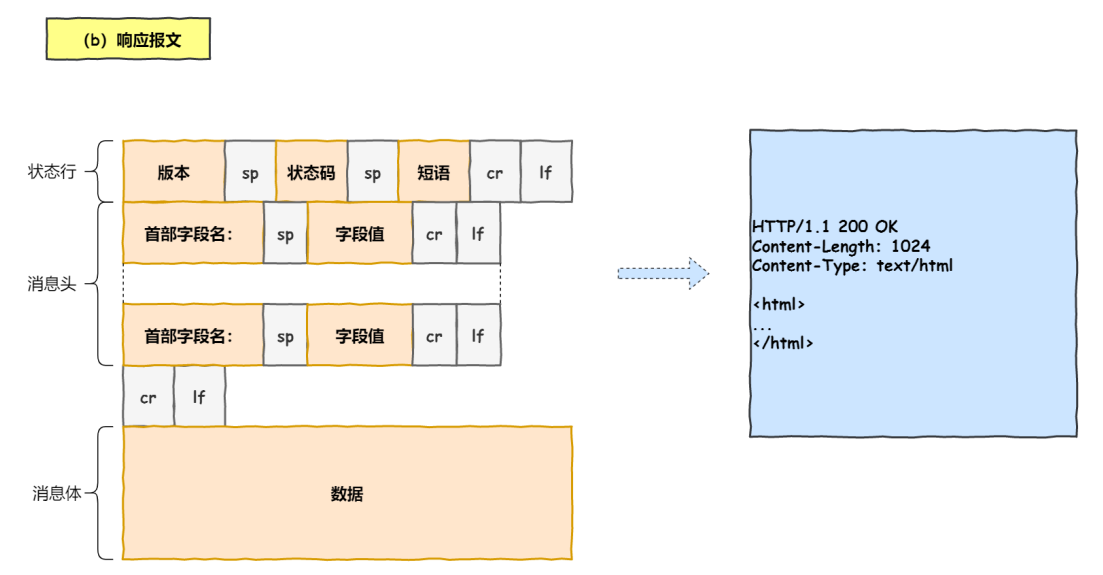 （b）响应报文
状态行
版本 sp 状态码 sp 短语 cr lf
首部字段名： sp 字段值 cr lf
消息头
首部字段名： sp 字段值 cr lf
cr lf
消息体
数据
HTTP/1.1 200 OK
Content-Length: 1024
Content-Type: text/html
<html>
...
</html>